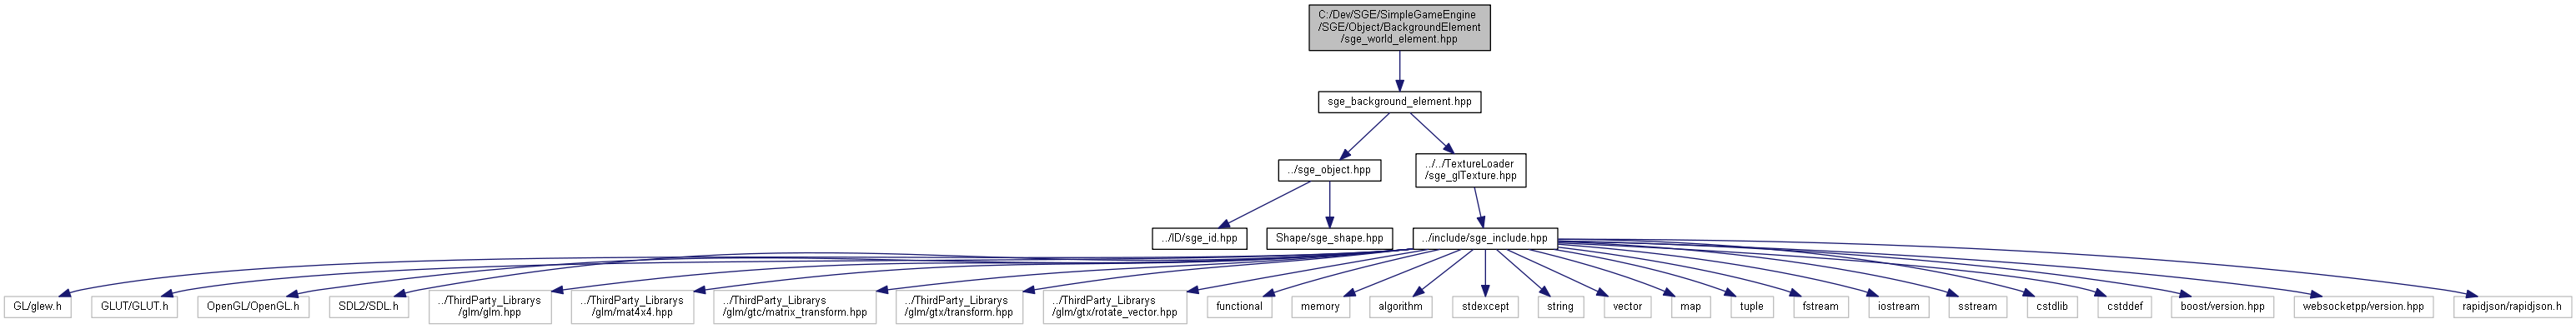 C:/Dev/SGE/SimpleGameEngine
/SGE/Object/BackgroundElement
/sge_world_element.hpp
sge_background_element.hpp
../sge_object.hpp
../../TextureLoader
/sge_glTexture.hpp
../ID/sge_id.hpp
Shape/sge_shape.hpp
../include/sge_include.hpp
GL/glew.h
GLUT/GLUT.h
OpenGL/OpenGL.h
SDL2/SDL.h
../ThirdParty_Librarys
/glm/glm.hpp
../ThirdParty_Librarys
/glm/mat4x4.hpp
../ThirdParty_Librarys
/glm/gtc/matrix_transform.hpp
../ThirdParty_Librarys
/glm/gtx/transform.hpp
../ThirdParty_Librarys
/glm/gtx/rotate_vector.hpp
functional
memory
algorithm
stdexcept
string
vector
map
tuple
fstream
iostream
sstream
cstdlib
cstddef
boost/version.hpp
websocketpp/version.hpp
rapidjson/rapidjson.h